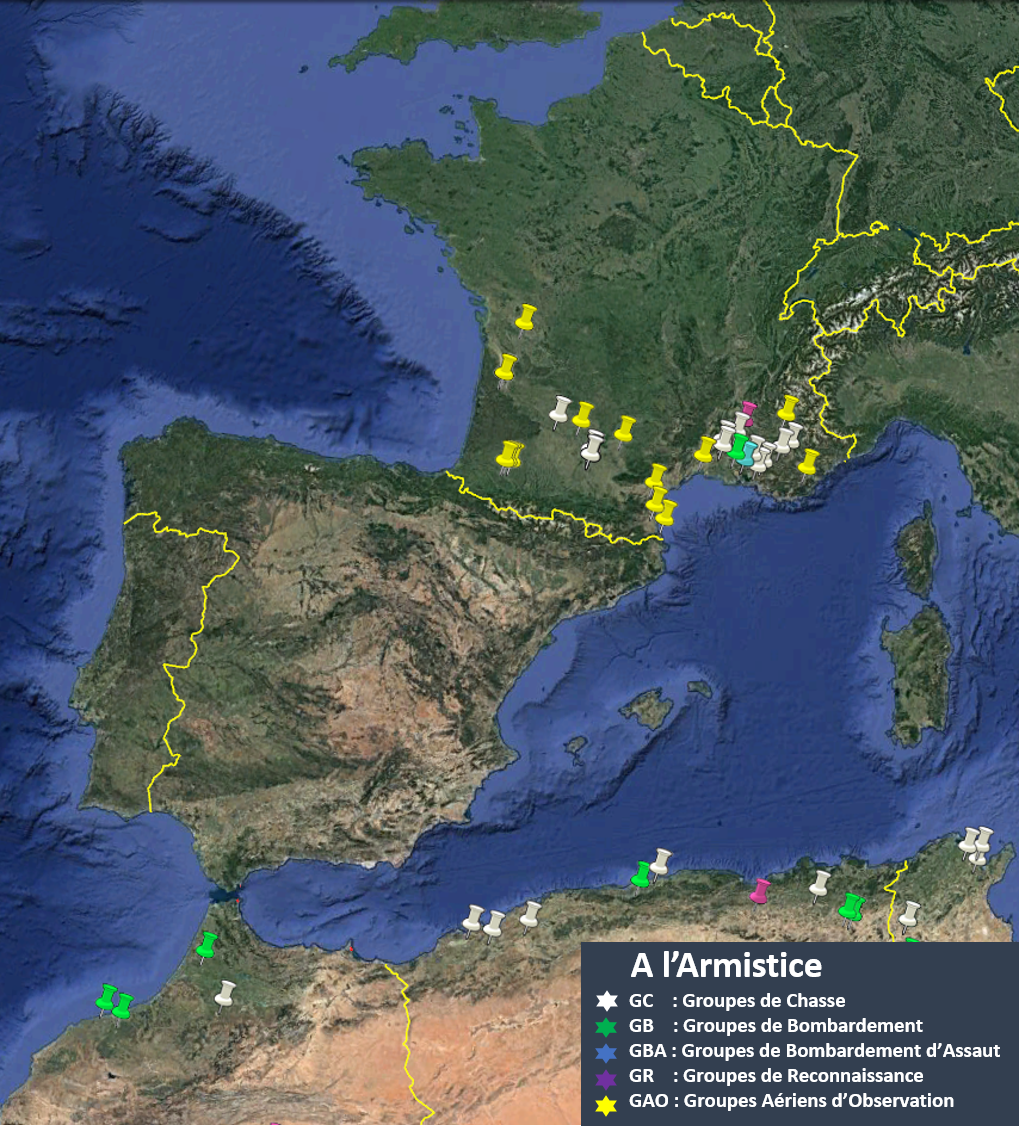 A l'Armistice
GC : Groupes de Chasse
GB : Groupes de Bombardement
GBA : Groupes de Bombardement d'Assaut
GR : Groupes de Reconnaissance
GAO : Groupes Aériens d'Observation